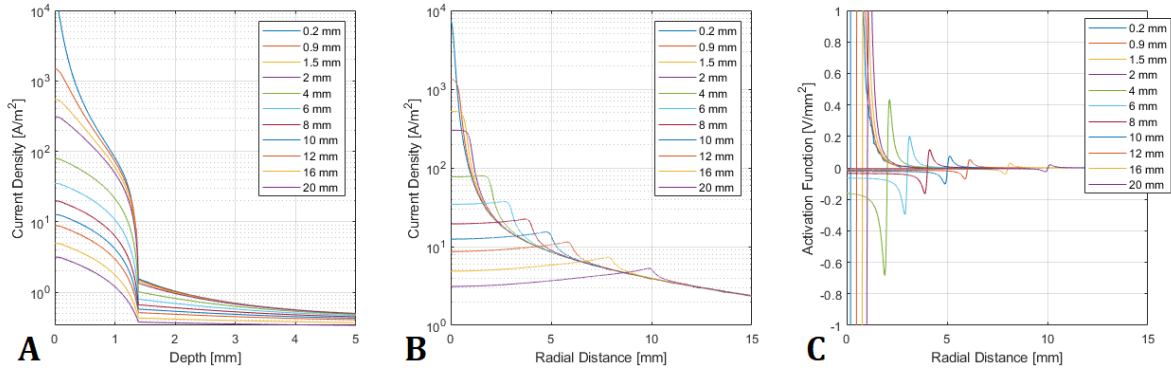 10^4
10^3
10^2
10^1
10^0
Current Density [A/m^2]
0
1
2
3
4
5
Depth [mm]
0.2 mm
0.9 mm
1.5 mm
2 mm
4 mm
6 mm
8 mm
10 mm
12 mm
16 mm
20 mm
A
10^4
10^3
10^2
10^1
10^0
Current Density [A/m^2]
0
5
10
15
Radial Distance [mm]
0.2 mm
0.9 mm
1.5 mm
2 mm
4 mm
6 mm
8 mm
10 mm
12 mm
16 mm
20 mm
B
1
0.8
0.6
0.4
0.2
0
-0.2
-0.4
-0.6
-0.8
-1
Activation Function [V/mm^2]
0
5
10
15
Radial Distance [mm]
0.2 mm
0.9 mm
1.5 mm
2 mm
4 mm
6 mm
8 mm
10 mm
12 mm
16 mm
20 mm
C